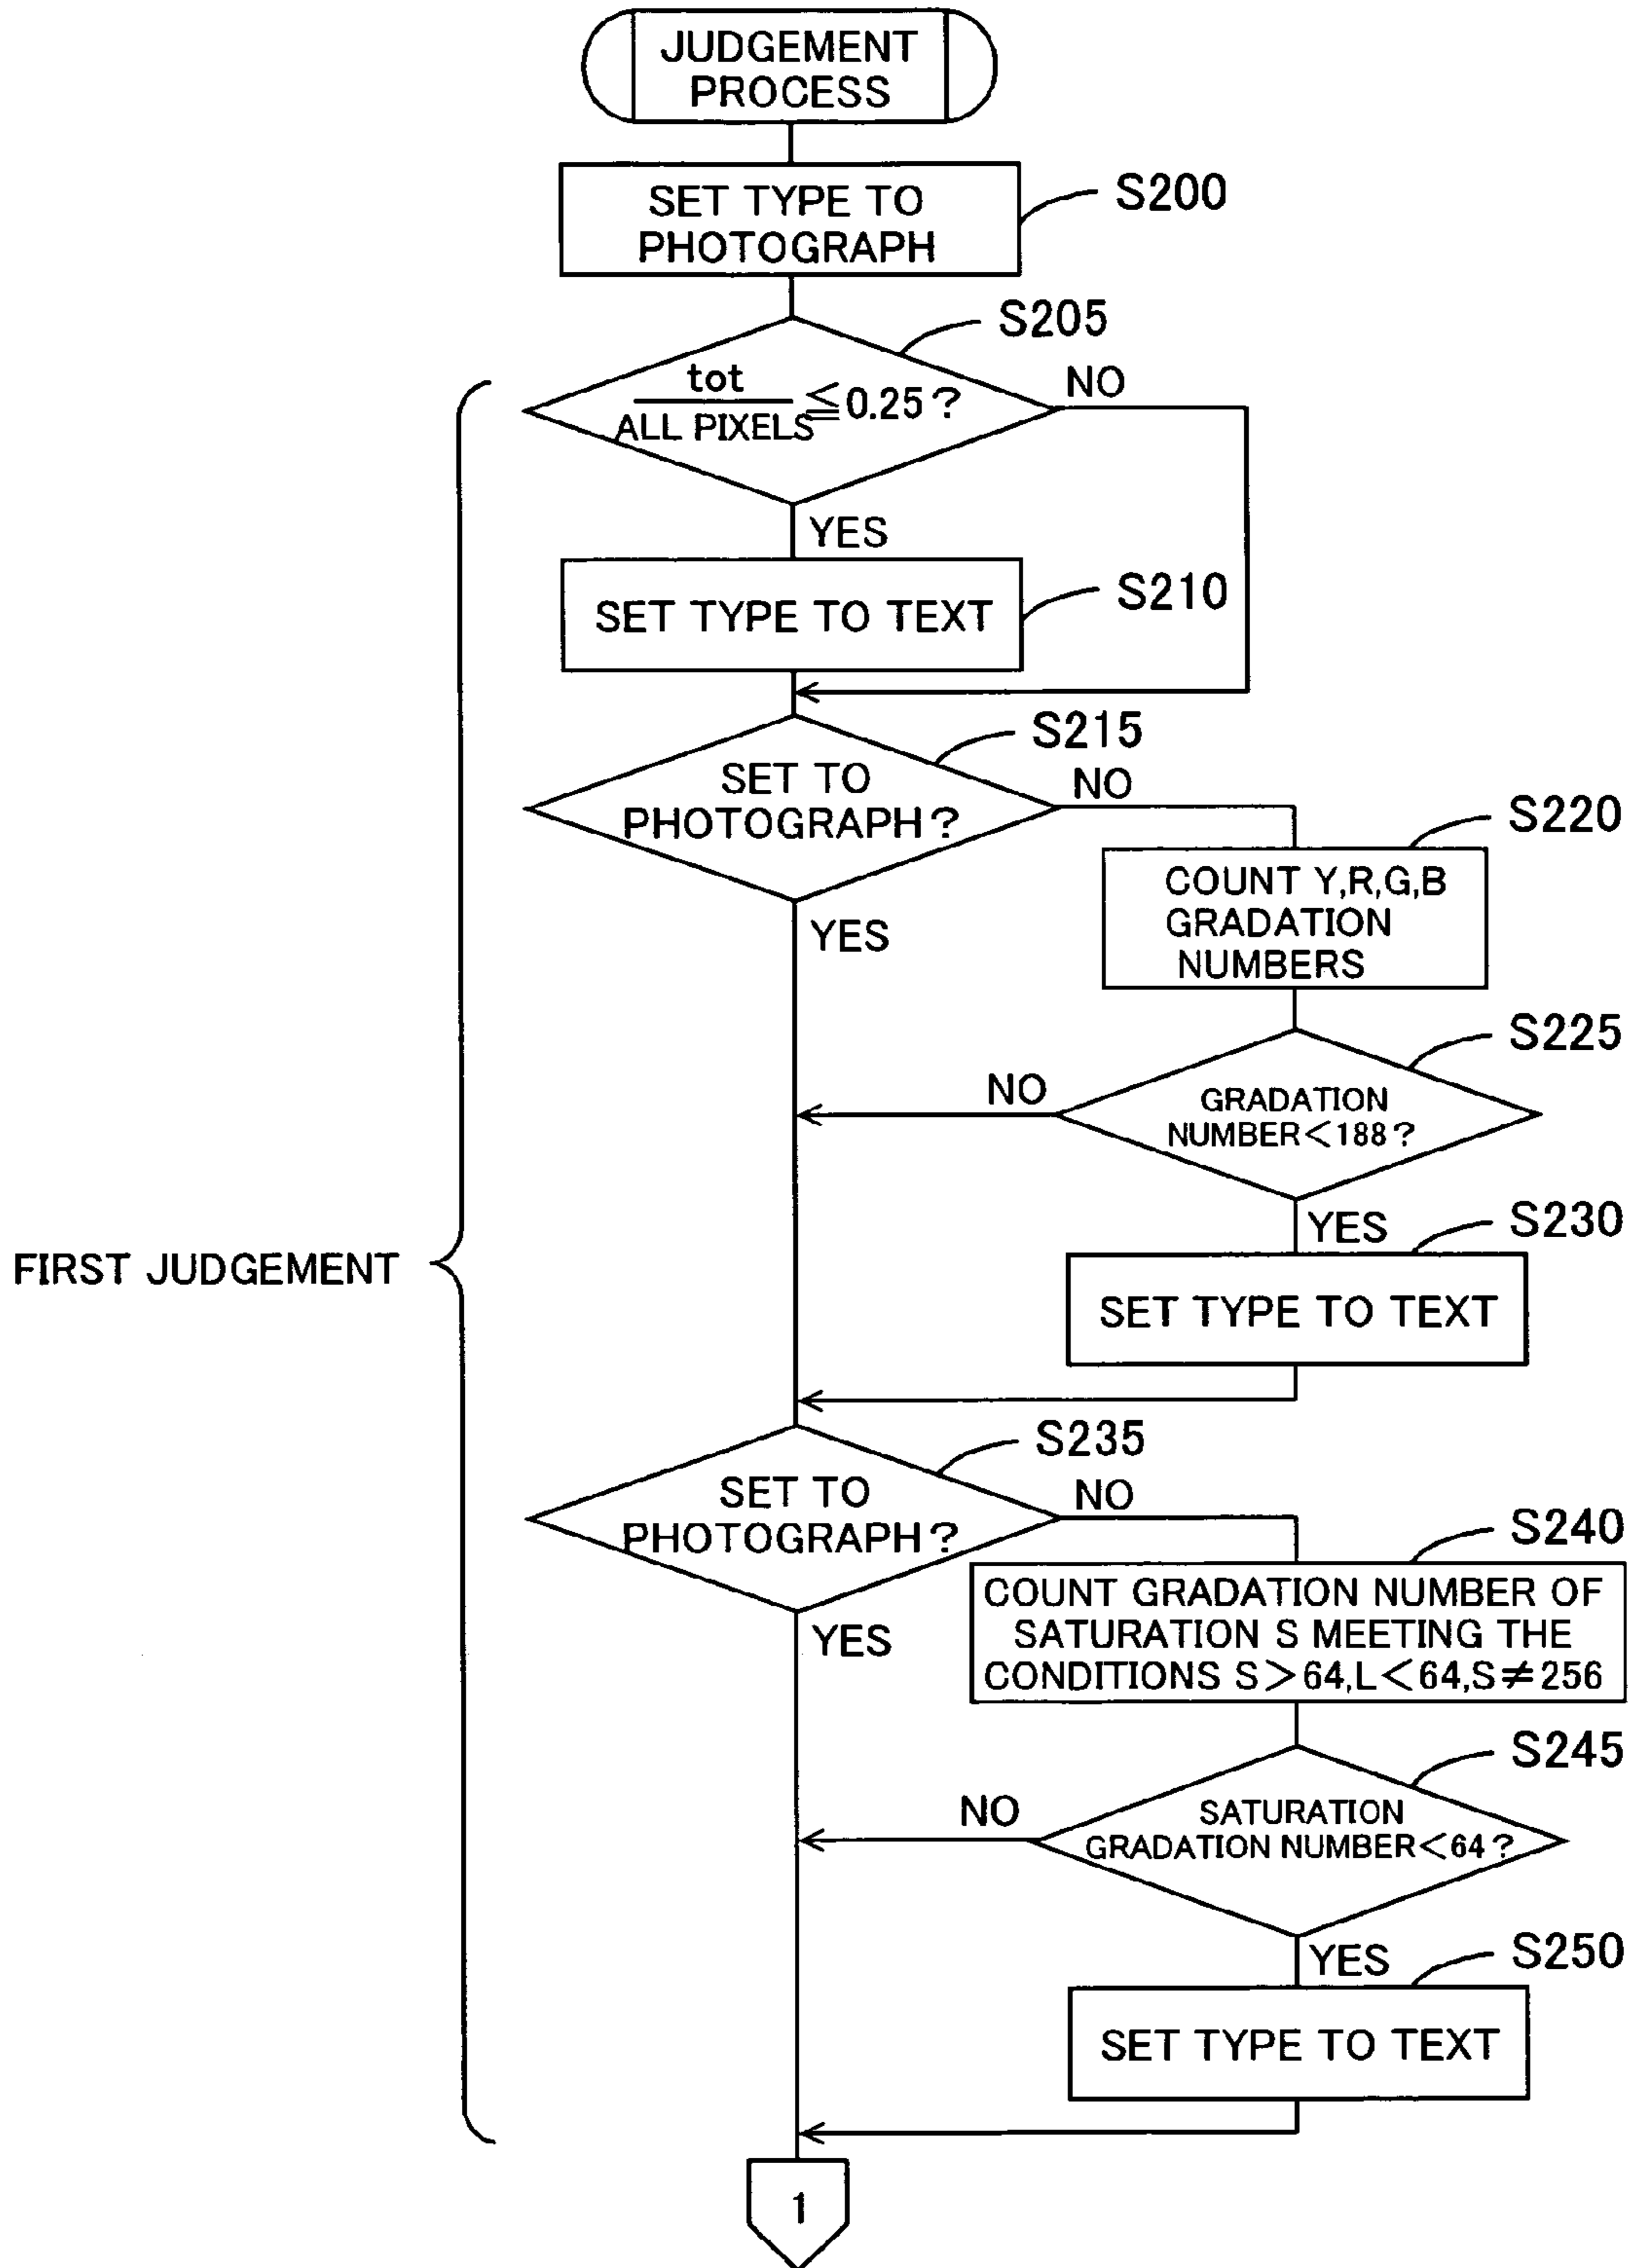 JUDGEMENT
PROCESS
SET TYPE TO
PHOTOGRAPH
S200
S205
tot
ALL PIXELS
≦0.25?
NO
YES
SET TYPE TO TEXT
S210
S215
SET TO
PHOTOGRAPH?
NO
YES
S220
COUNT Y,R,G,B
GRADATION
NUMBERS
S225
GRADATION
NUMBER<188?
NO
YES
S230
SET TYPE TO TEXT
FIRST JUDGEMENT
S235
SET TO
PHOTOGRAPH?
NO
YES
S240
COUNT GRADATION NUMBER OF
SATURATION S MEETING THE
CONDITIONS S>64,L<64,S≠256
S245
SATURATION
GRADATION NUMBER<64?
NO
YES
S250
SET TYPE TO TEXT
1